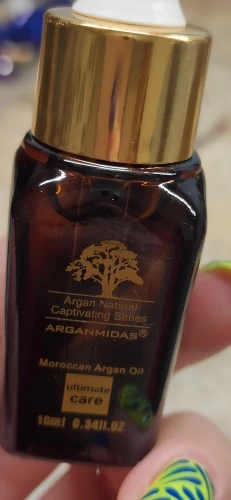 Argan Natural
Captivating Series
ARGANMIDAS®
Moroccan Argan Oil
ultimate
care
10ml 0.34fl.OZ